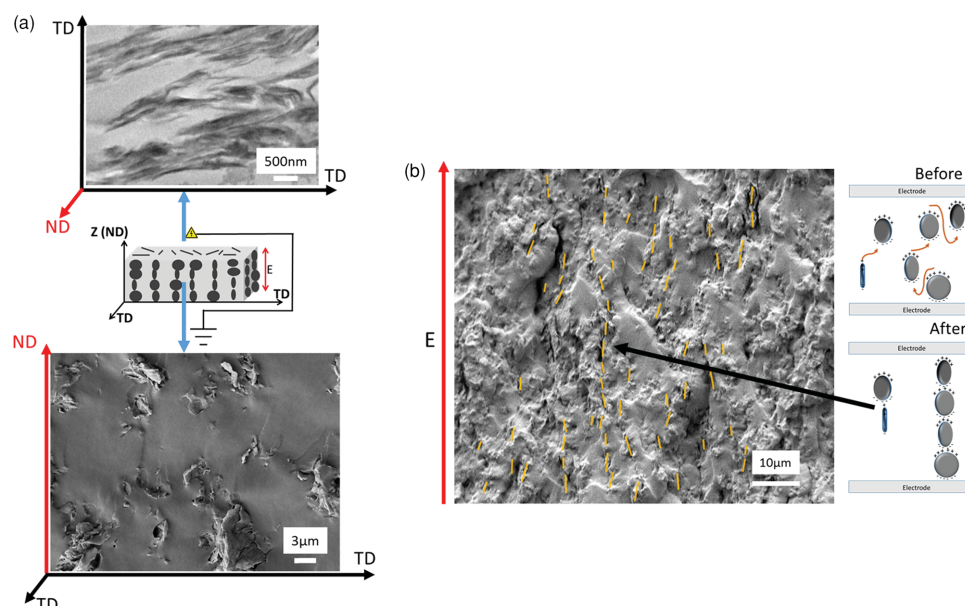 (a)
TD
500nm
TD
ND
Z (ND)
E
TD
TD
ND
3μm
TD
TD
(b)
E
10μm
Before
Electrode
Electrode
After
Electrode
Electrode